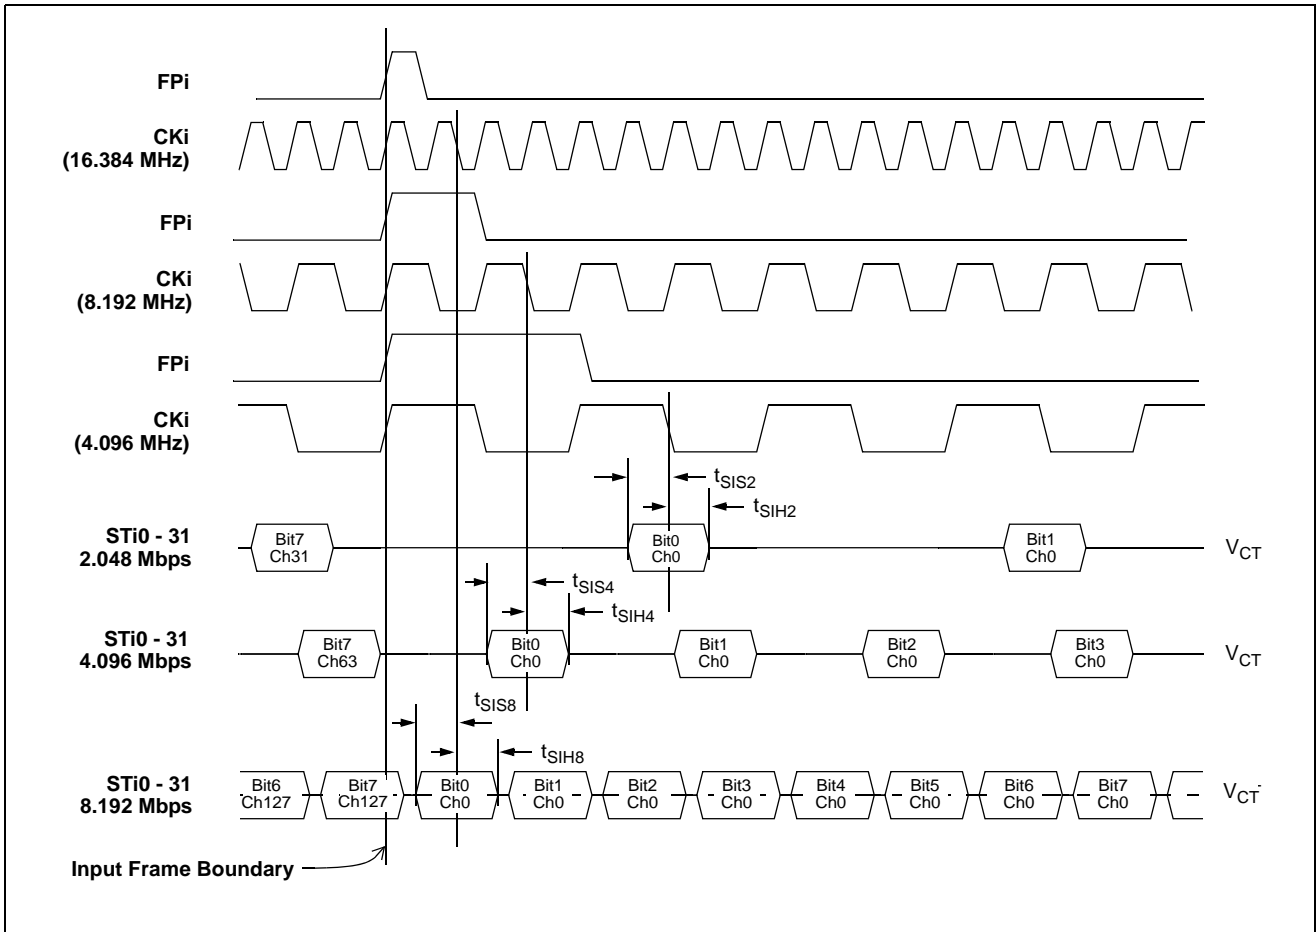 FPi
CKi
(16.384 MHz)
FPi
CKi
(8.192 MHz)
FPi
CKi
(4.096 MHz)
tSIS2
tSIH2
STi0 - 31
2.048 Mbps
Bit7
Ch31
Bit0
Ch0
Bit1
Ch0
VCT
tSIS4
tSIH4
STi0 - 31
4.096 Mbps
Bit7
Ch63
Bit0
Ch0
Bit1
Ch0
Bit2
Ch0
Bit3
Ch0
VCT
tSIS8
tSIH8
STi0 - 31
8.192 Mbps
Bit6
Ch127
Bit7
Ch127
Bit0
Ch0
Bit1
Ch0
Bit2
Ch0
Bit3
Ch0
Bit4
Ch0
Bit5
Ch0
Bit6
Ch0
Bit7
Ch0
VCT
Input Frame Boundary